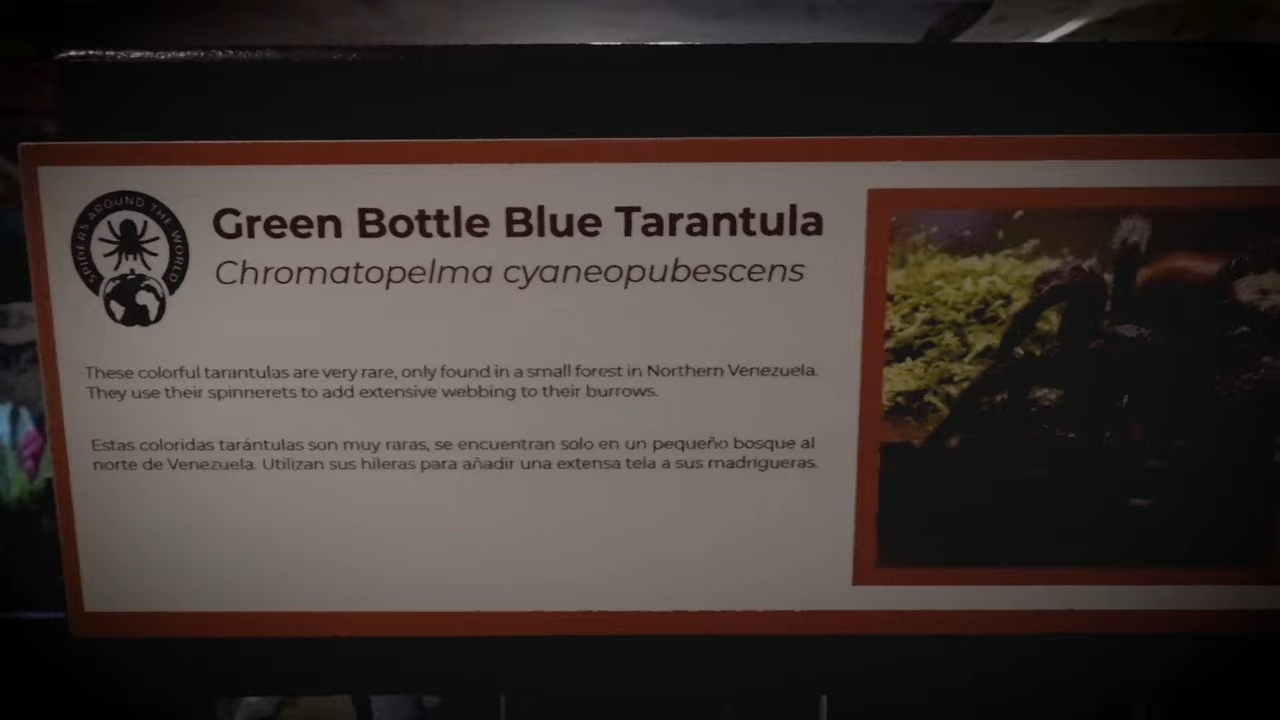 SPIDERS AROUND THE WORLD
Green Bottle Blue Tarantula
Chromatopelma cyaneopubescens
These colorful tarantulas are very rare, only found in a small forest in Northern Venezuela.
They use their spinnerets to add extensive webbing to their burrows.
Estas coloridas tarántulas son muy raras, se encuentran solo en un pequeño bosque al
norte de Venezuela. Utilizan sus hileras para añadir una extensa tela a sus madrigueras.